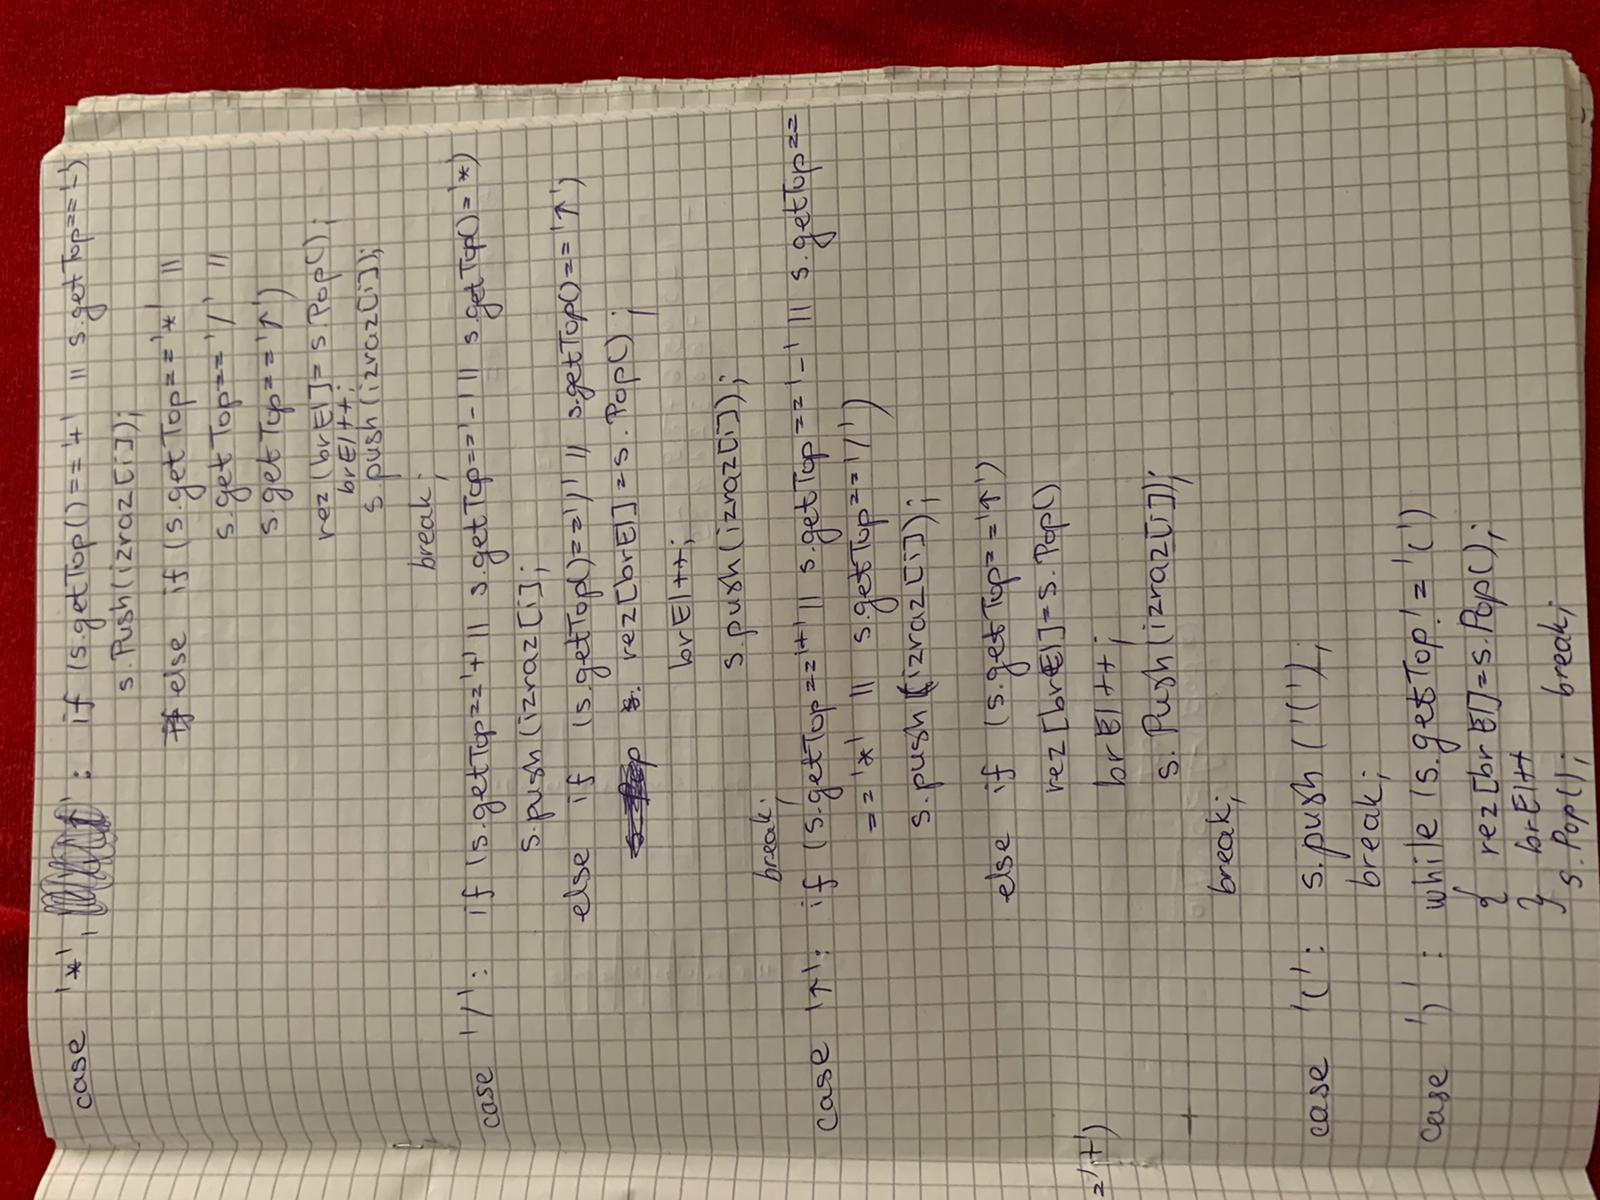 case '*', : if (s.getTop()=='+' || s.getTop=='-')
s.Push(izraz[i]);
else if (s.getTop=='*' ||
s.getTop=='/' ||
s.getTop=='↑')
rez(brEl]=s.Pop();
brEl++;
s.push(izraz[i]);
break;
case '/': if (s.getTop=='+' || s.getTop=='-' || s.getTop()='*')
s.push(izraz[i];
else if (s.getTop()=='/' || s.getTop()=='↑')
rez[brEl]=s.Pop();
brEl++;
s.push(izraz[i]);
break;
case '↑': if (s.getTop=='+' || s.getTop=='-' || s.getTop==
=='*' || s.getTop=='/')
s.push(izraz[i]);
else if (s.getTop=='↑')
rez[brEl]=s.Pop()
='+')
brEl++;
s.Push(izraz[i]);
break;
case '(': s.push('(');
break;
case ')': while (s.getTop!='(')
{ rez[brEl]=s.Pop();
} brEl++
s.Pop(); break;